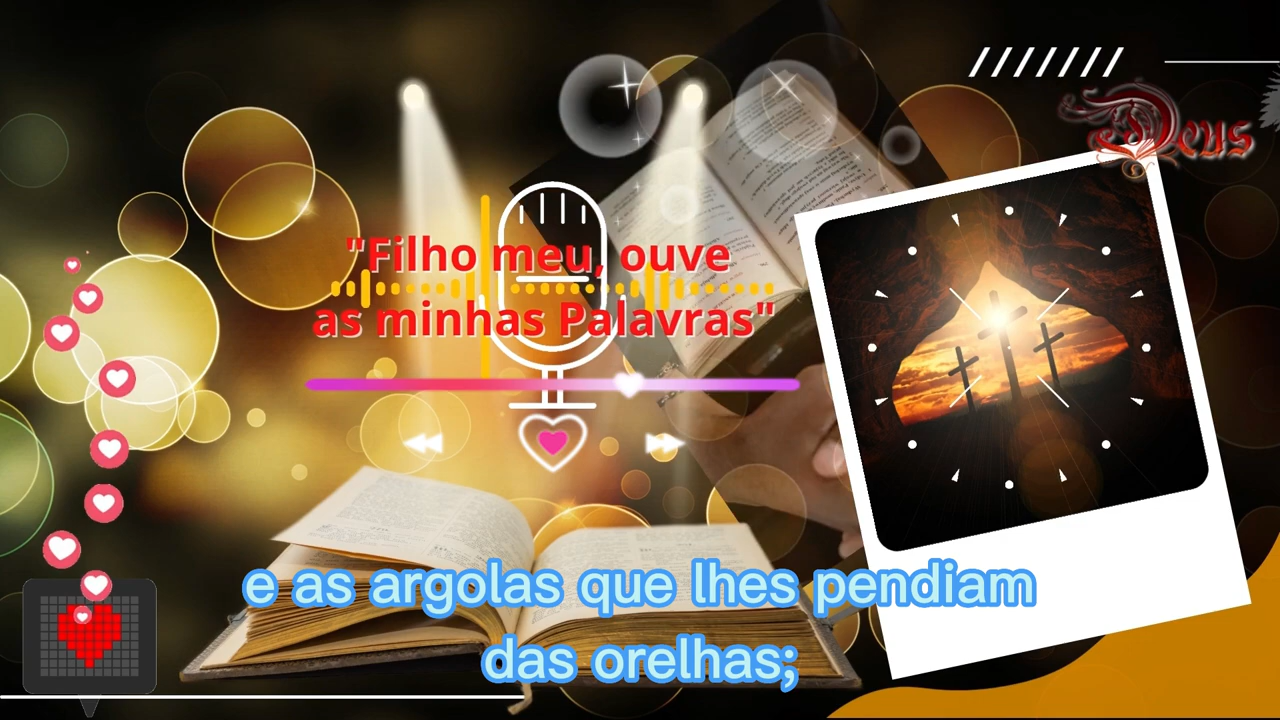 Deus
"Filho meu, ouve
as minhas Palavras"
e as argolas que lhes pendiam
das orelhas;